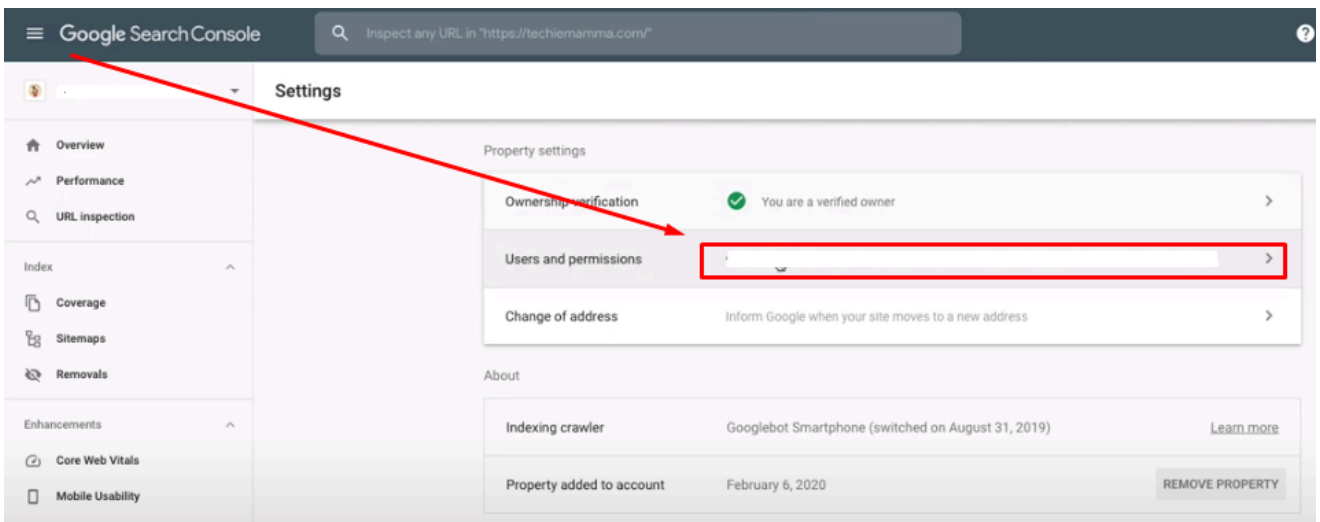 Google Search Console
Inspect any URL in "https://techiemamma.com/"
Settings
Overview
Performance
URL inspection
Index
Coverage
Sitemaps
Removals
Enhancements
Core Web Vitals
Mobile Usability
Property settings
Ownership verification You are a verified owner
Users and permissions
Change of address Inform Google when your site moves to a new address
About
Indexing crawler Googlebot Smartphone (switched on August 31, 2019) Learn more
Property added to account February 6, 2020 REMOVE PROPERTY